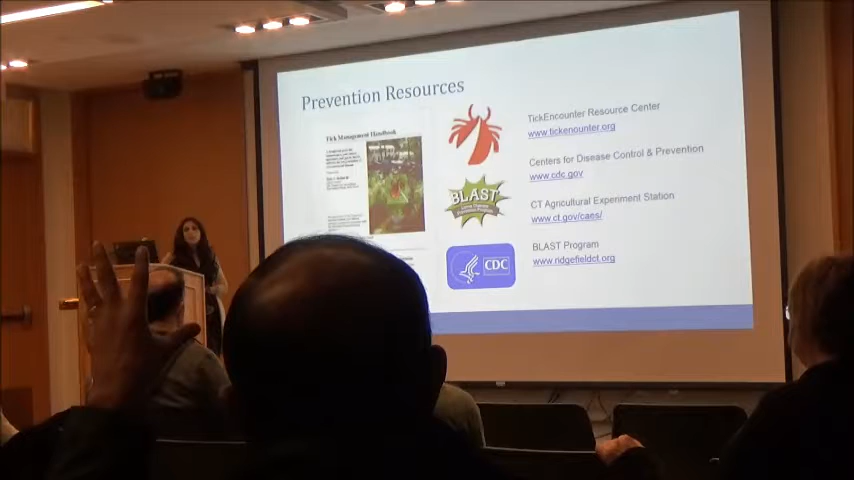 Prevention Resources
Tick Management Handbook
TickEncounter Resource Center
www.tickencounter.org
Centers for Disease Control & Prevention
www.cdc.gov
BLAST
CT Agricultural Experiment Station
www.ct.gov/caes/
BLAST Program
www.ridgefieldct.org
CDC